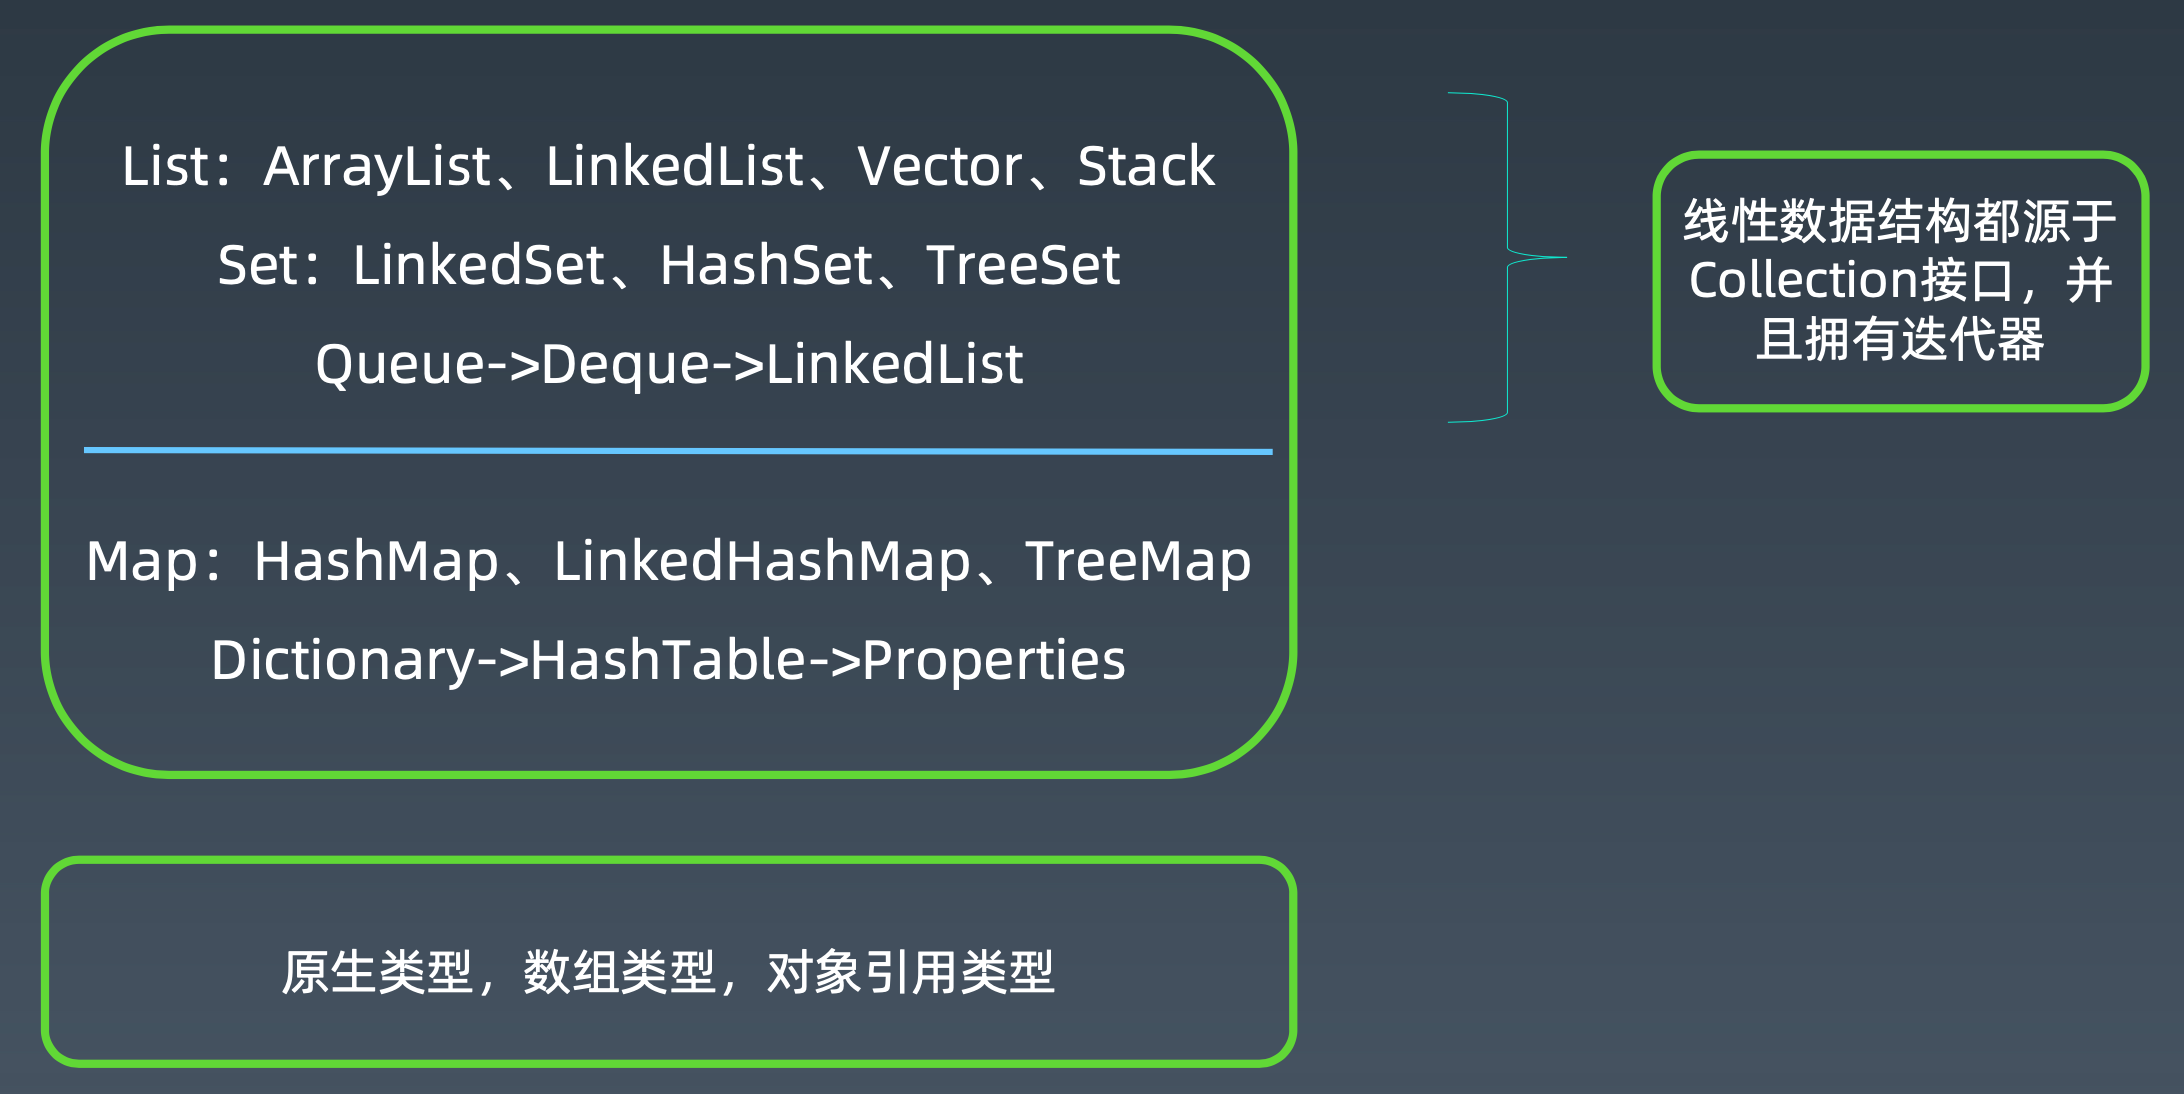 List：ArrayList、LinkedList、Vector、Stack
Set：LinkedSet、HashSet、TreeSet
Queue->Deque->LinkedList
线性数据结构都源于
Collection接口，并
且拥有迭代器
Map：HashMap、LinkedHashMap、TreeMap
Dictionary->HashTable->Properties
原生类型，数组类型，对象引用类型